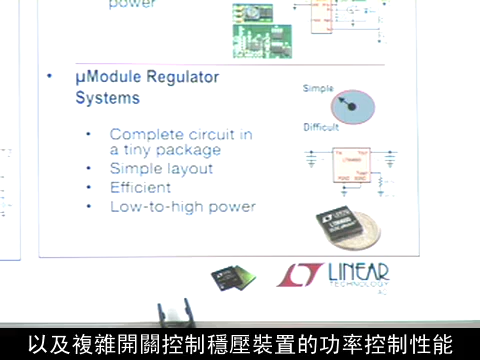 power
• µModule Regulator
Systems
• Complete circuit in
a tiny package
• Simple layout
• Efficient
• Low-to-high power
Simple
Difficult
LINEAR
TECHNOLOGY
以及複雜開關控制穩壓裝置的功率控制性能